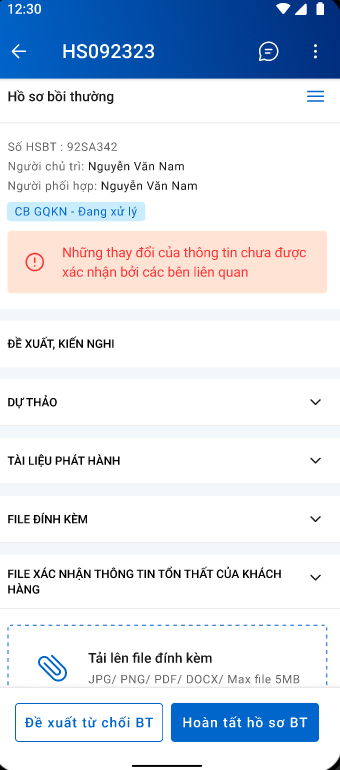 12:30
HS092323
Hồ sơ bồi thường
Số HSBT : 92SA342
Người chủ trì: Nguyễn Văn Nam
Người phối hợp: Nguyễn Văn Nam
CB GQKN - Đang xử lý
Những thay đổi của thông tin chưa được
xác nhận bởi các bên liên quan
ĐỀ XUẤT, KIẾN NGHI
DỰ THẢO
TÀI LIỆU PHÁT HÀNH
FILE ĐÍNH KÈM
FILE XÁC NHẬN THÔNG TIN TỔN THẤT CỦA KHÁCH
HÀNG
Tải lên file đính kèm
JPG/ PNG/ PDF/ DOCX/ Max file 5MB
Đề xuất từ chối BT
Hoàn tất hồ sơ BT